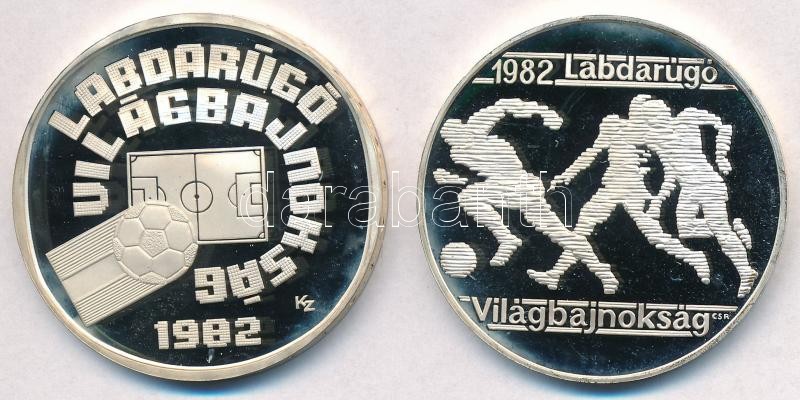 LABDARÚGÓ
VILÁGBAJNOKSÁG
1982
KZ
1982 Labdarúgó
Világbajnokság
CSR
darabanth